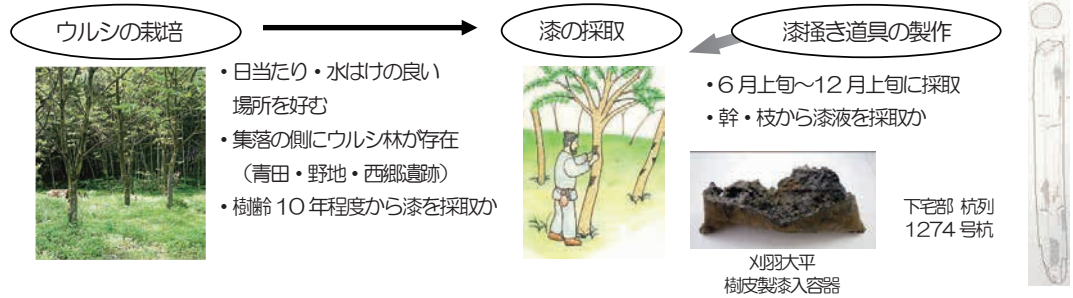 ウルシの栽培
漆の採取
漆掻き道具の製作
・日当たり・水はけの良い
場所を好む
・集落の側にウルシ林が存在
（青田・野地・西郷遺跡）
・樹齢10年程度から漆を採取か
・6月上旬～12月上旬に採取
・幹・枝から漆液を採取か
下宅部 杭列
1274号杭
刈羽大平
樹皮製漆入容器